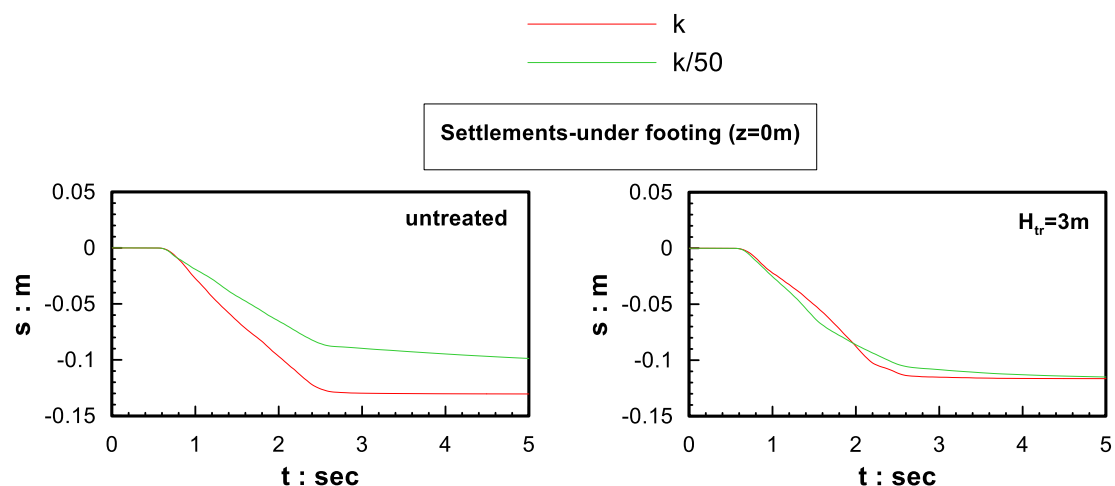 k
k/50
Settlements-under footing (z=0m)
0.05
0
-0.05
-0.1
-0.15
s : m
untreated
0 1 2 3 4 5
t : sec
0.05
0
-0.05
-0.1
-0.15
s : m
Htr=3m
0 1 2 3 4 5
t : sec